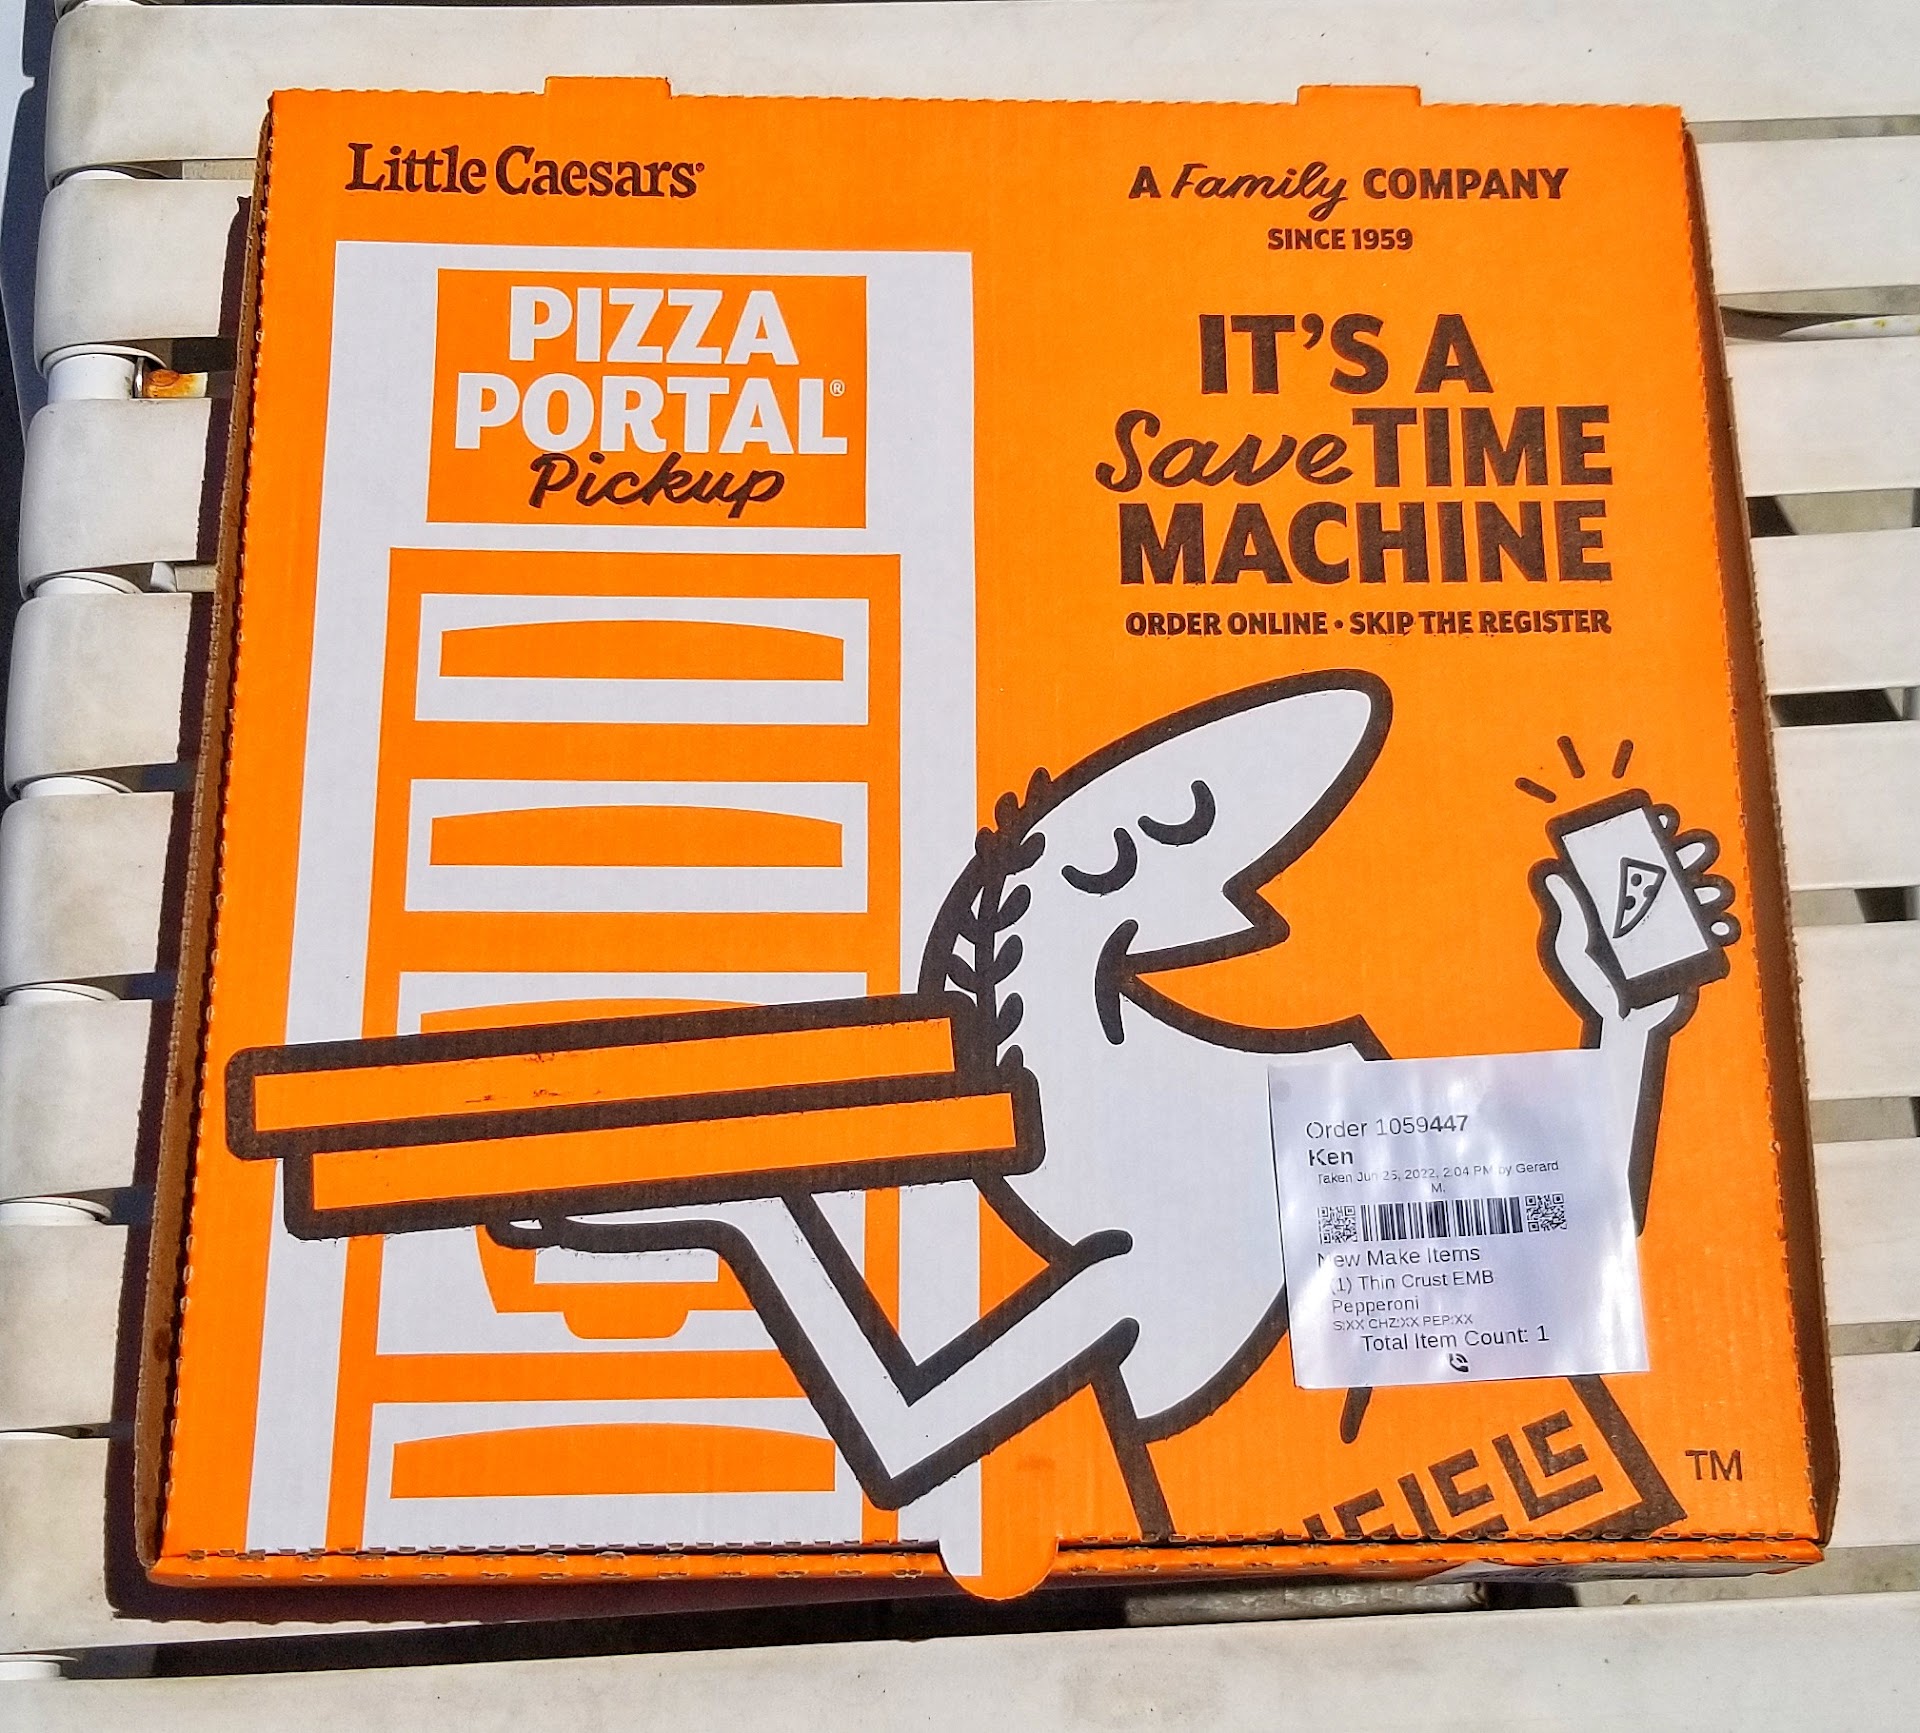 Little Caesars®
A Family COMPANY
SINCE 1959
PIZZA
PORTAL®
Pickup
IT'S A
Save TIME
MACHINE
ORDER ONLINE • SKIP THE REGISTER
Order 1059447
Ken
Taken Jun 25, 2022, 2:04 PM by Gerard
M.
New Make Items
(1) Thin Crust EMB
Pepperoni
S:XX CHZ:XX PEP:XX
Total Item Count: 1
TM